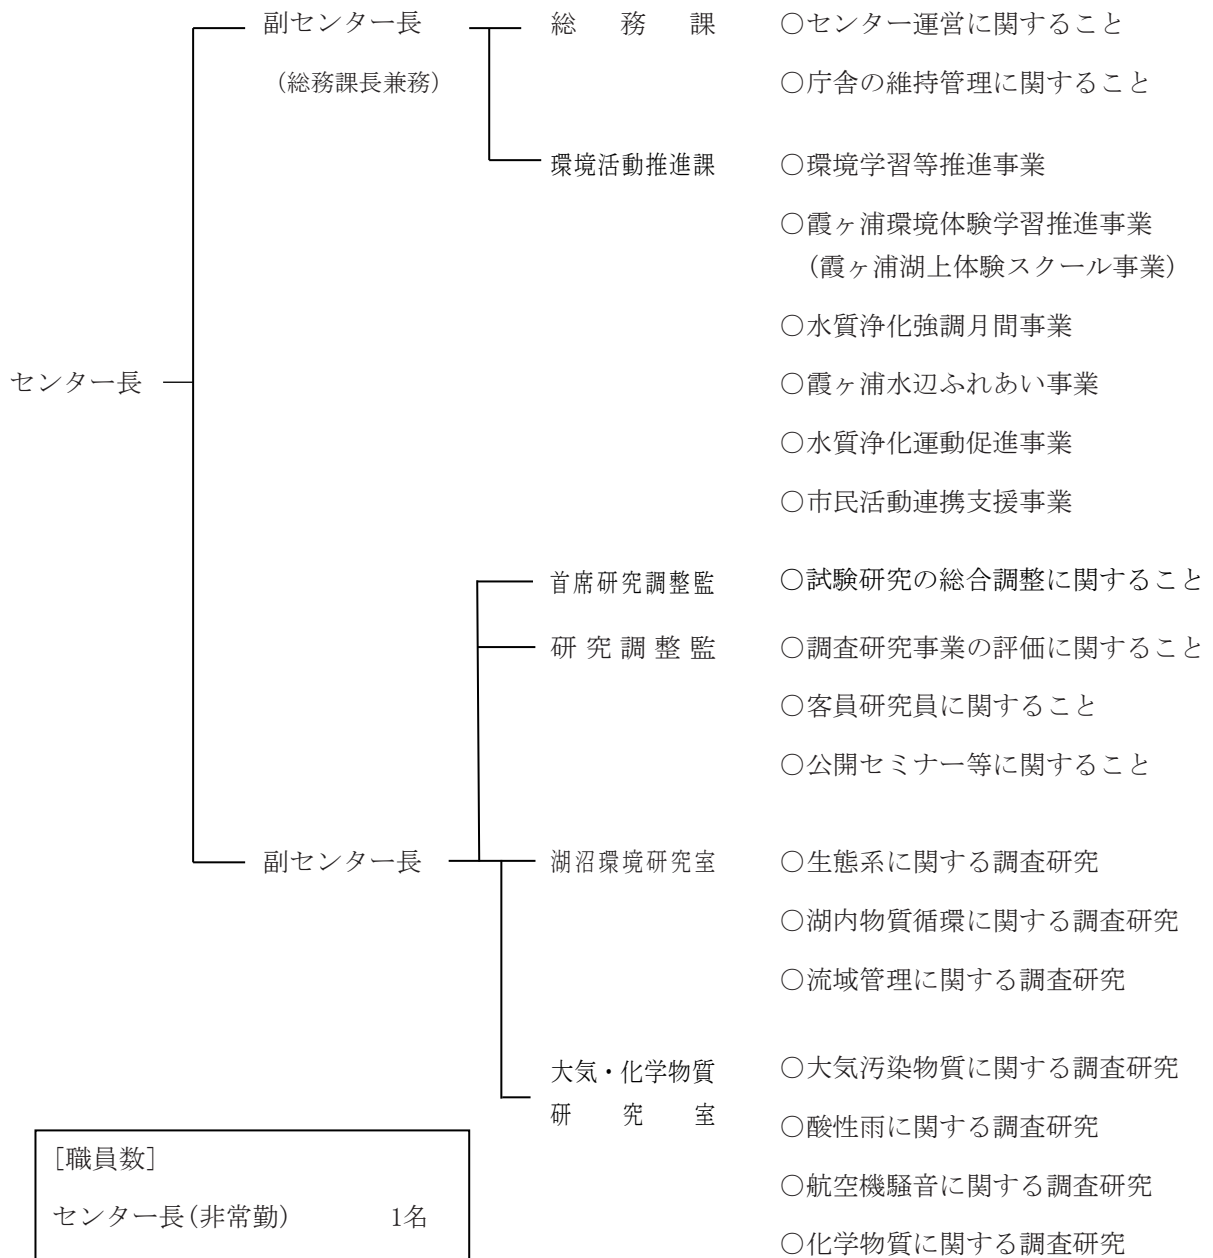 副センター長
総務課
○センター運営に関すること
(総務課長兼務)
○庁舎の維持管理に関すること
環境活動推進課
○環境学習等推進事業
○霞ヶ浦環境体験学習推進事業
(霞ヶ浦湖上体験スクール事業)
○水質浄化強調月間事業
センター長
○霞ヶ浦水辺ふれあい事業
○水質浄化運動促進事業
○市民活動連携支援事業
首席研究調整監
○試験研究の総合調整に関すること
研究調整監
○調査研究事業の評価に関すること
○客員研究員に関すること
○公開セミナー等に関すること
副センター長
湖沼環境研究室
○生態系に関する調査研究
○湖内物質循環に関する調査研究
○流域管理に関する調査研究
大気・化学物質
研究室
○大気汚染物質に関する調査研究
○酸性雨に関する調査研究
○航空機騒音に関する調査研究
○化学物質に関する調査研究
[職員数]
センター長(非常勤) 1名